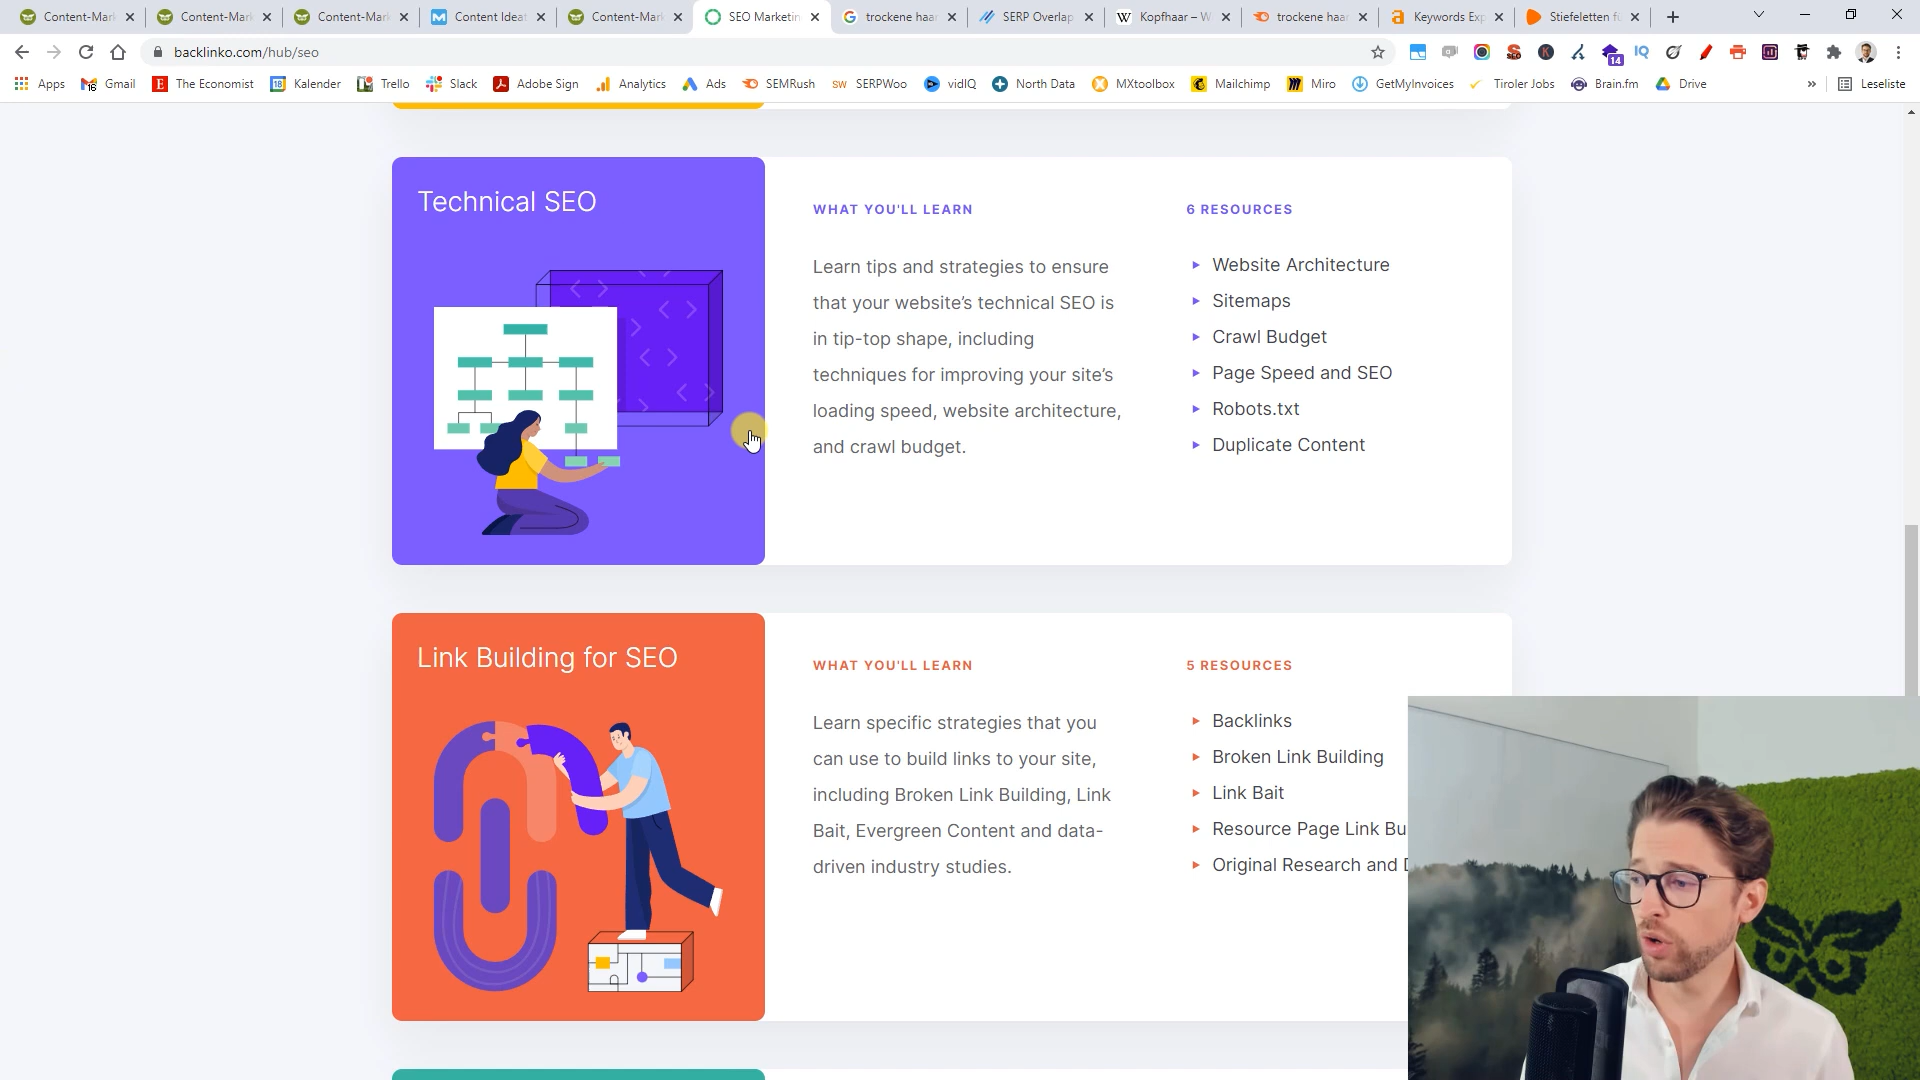 Content-Mar
Content-Mar
Content-Mar
Content Idea
Content-Mar
SEO Marketin
trockene haa
SERP Overlap
Kopfhaar – W
trockene haa
Keywords Exp
Stiefeletten fü
backlinko.com/hub/seo
14
Apps
Gmail
The Economist
Kalender
Trello
Slack
Adobe Sign
Analytics
Ads
SEMRush
SERPWoo
vidIQ
North Data
MXtoolbox
Mailchimp
Miro
GetMyInvoices
Tiroler Jobs
Brain.fm
Drive
»
Leseliste
Technical SEO
WHAT YOU'LL LEARN
Learn tips and strategies to ensure
that your website's technical SEO is
in tip-top shape, including
techniques for improving your site's
loading speed, website architecture,
and crawl budget.
6 RESOURCES
Website Architecture
Sitemaps
Crawl Budget
Page Speed and SEO
Robots.txt
Duplicate Content
Link Building for SEO
WHAT YOU'LL LEARN
Learn specific strategies that you
can use to build links to your site,
including Broken Link Building, Link
Bait, Evergreen Content and data-
driven industry studies.
5 RESOURCES
Backlinks
Broken Link Building
Link Bait
Resource Page Link Bu
Original Research and D